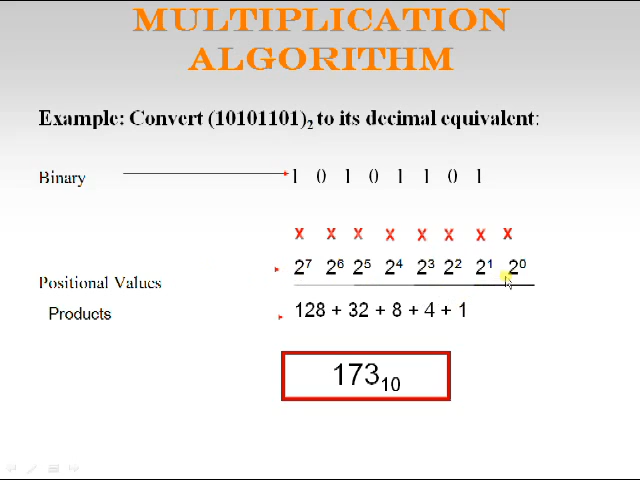 MULTIPLICATION
ALGORITHM
Example: Convert (10101101)₂ to its decimal equivalent:
Binary 1 0 1 0 1 1 0 1
x x x x x x x x
Positional Values 2⁷ 2⁶ 2⁵ 2⁴ 2³ 2² 2¹ 2⁰
Products 128 + 32 + 8 + 4 + 1
173₁₀